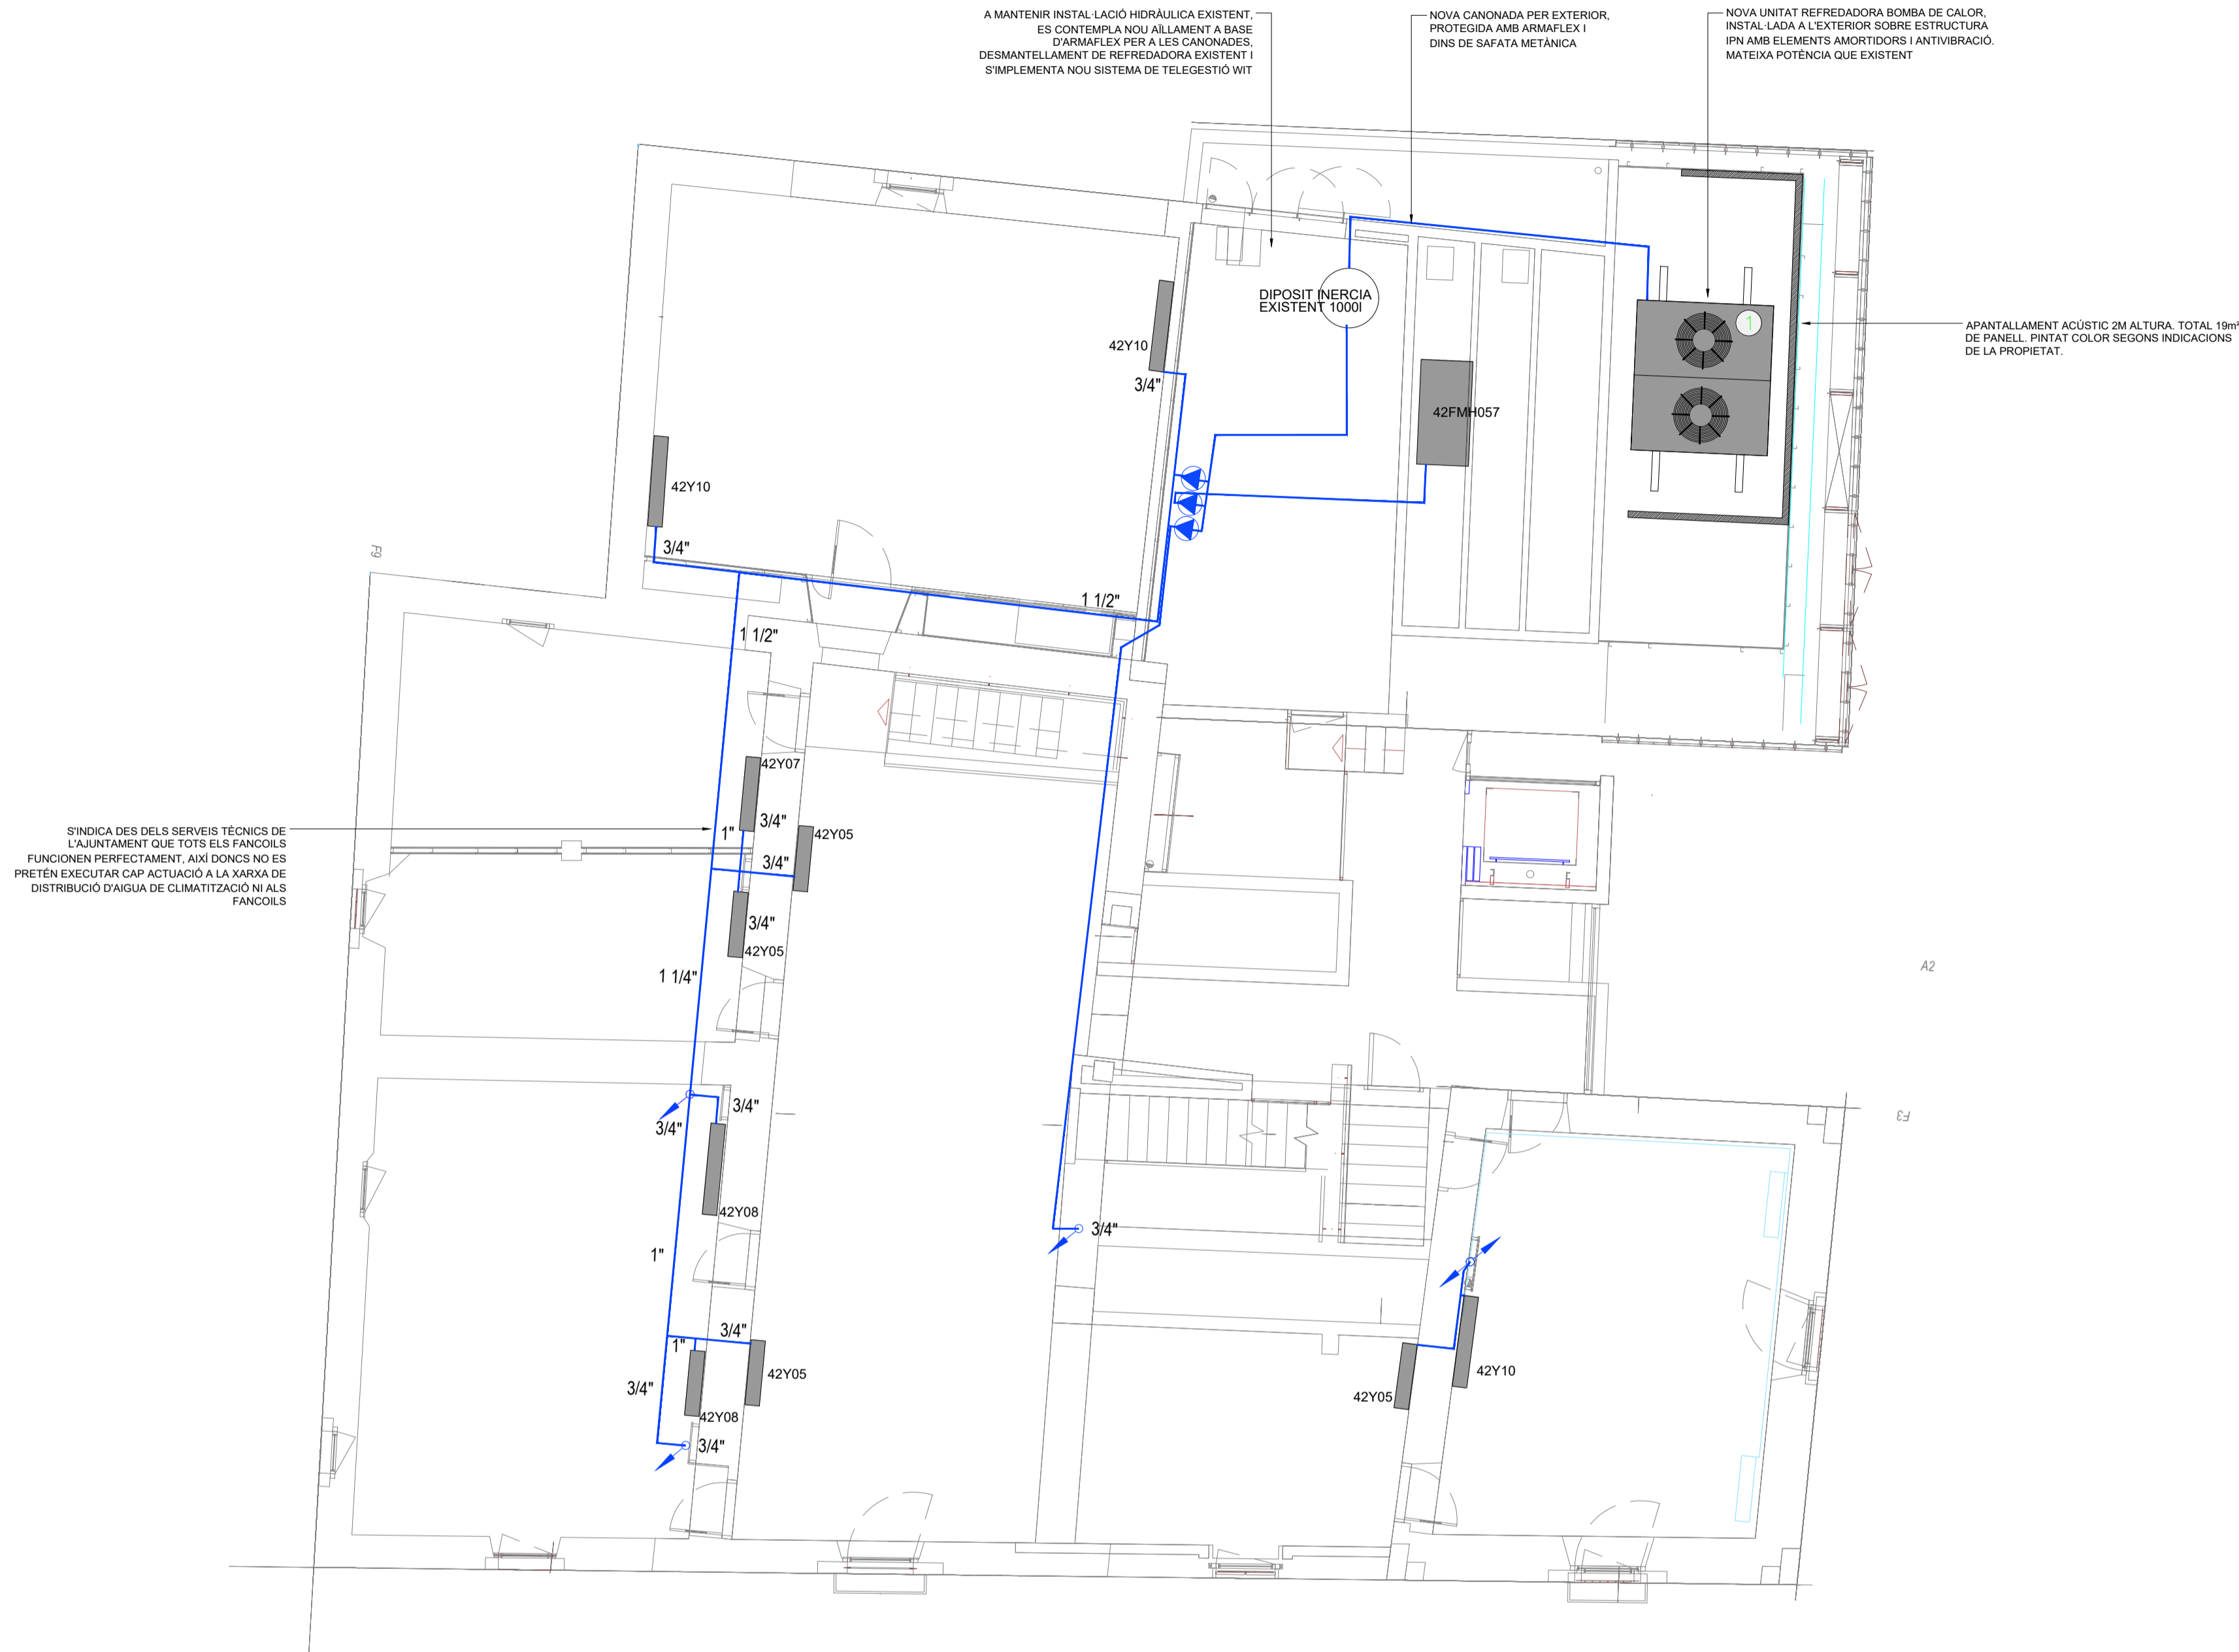 A MANTENIR INSTAL·LACIÓ HIDRÀULICA EXISTENT,
ES CONTEMPLA NOU AÏLLAMENT A BASE
D'ARMAFLEX PER A LES CANONADES,
DESMANTELLAMENT DE REFREDADORA EXISTENT I
S'IMPLEMENTA NOU SISTEMA DE TELEGESTIÓ WIT
NOVA CANONADA PER EXTERIOR,
PROTEGIDA AMB ARMAFLEX I
DINS DE SAFATA METÀNICA
NOVA UNITAT REFREDADORA BOMBA DE CALOR,
INSTAL·LADA A L'EXTERIOR SOBRE ESTRUCTURA
IPN AMB ELEMENTS AMORTIDORS I ANTIVIBRACIÓ.
MATEIXA POTÈNCIA QUE EXISTENT
DIPOSIT INERCIA
EXISTENT 1000l
1
APANTALLAMENT ACÚSTIC 2M ALTURA. TOTAL 19m²
DE PANELL. PINTAT COLOR SEGONS INDICACIONS
DE LA PROPIETAT.
42Y10
3/4"
42FMH057
42Y10
3/4"
F9
1 1/2"
1 1/2"
42Y07
3/4"
1"
42Y05
3/4"
S'INDICA DES DELS SERVEIS TÈCNICS DE
L'AJUNTAMENT QUE TOTS ELS FANCOILS
FUNCIONEN PERFECTAMENT, AIXÍ DONCS NO ES
PRETÉN EXECUTAR CAP ACTUACIÓ A LA XARXA DE
DISTRIBUCIÓ D'AIGUA DE CLIMATITZACIÓ NI ALS
FANCOILS
3/4"
42Y05
1 1/4"
A2
3/4"
3/4"
F3
42Y08
3/4"
1"
3/4"
1"
42Y05
42Y10
3/4"
42Y05
42Y08
3/4"